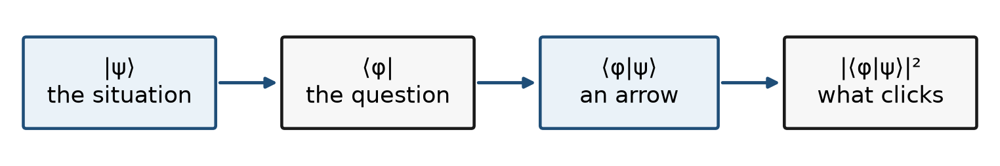 |ψ⟩
the situation
⟨φ|
the question
⟨φ|ψ⟩
an arrow
|⟨φ|ψ⟩|²
what clicks